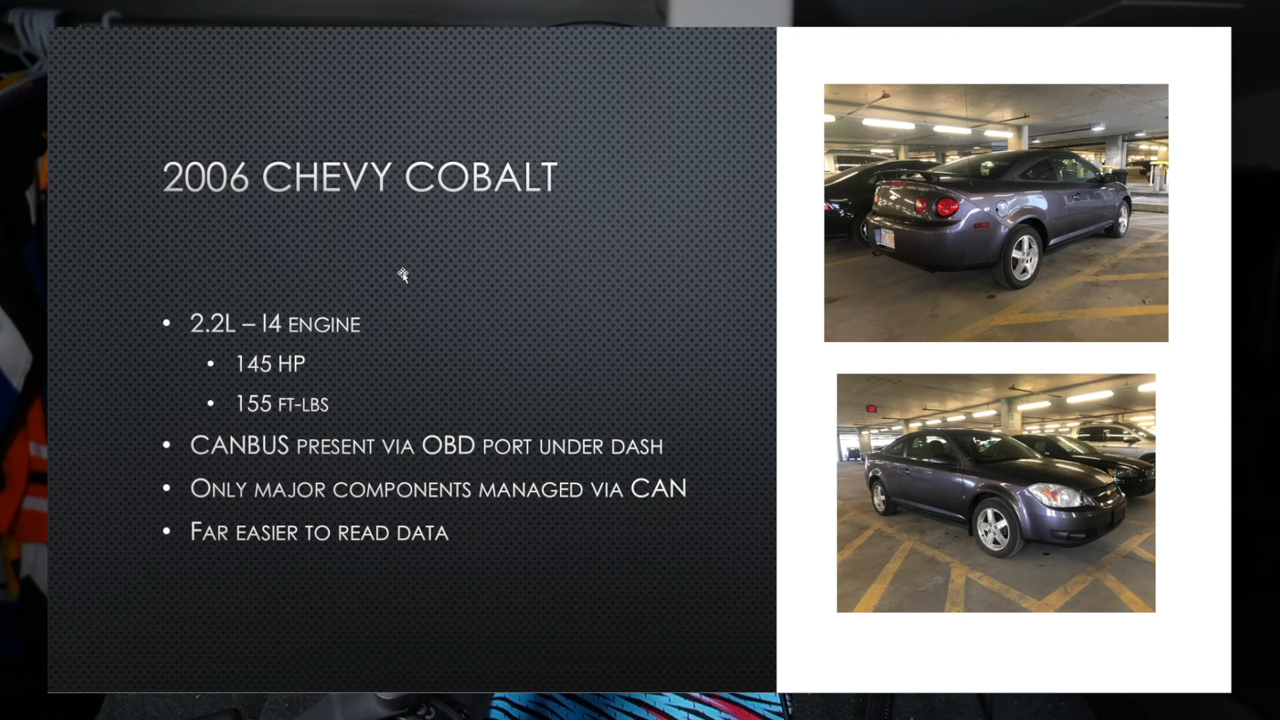 2006 CHEVY COBALT
• 2.2L – I4 ENGINE
• 145 HP
• 155 FT-LBS
• CANBUS PRESENT VIA OBD PORT UNDER DASH
• ONLY MAJOR COMPONENTS MANAGED VIA CAN
• FAR EASIER TO READ DATA